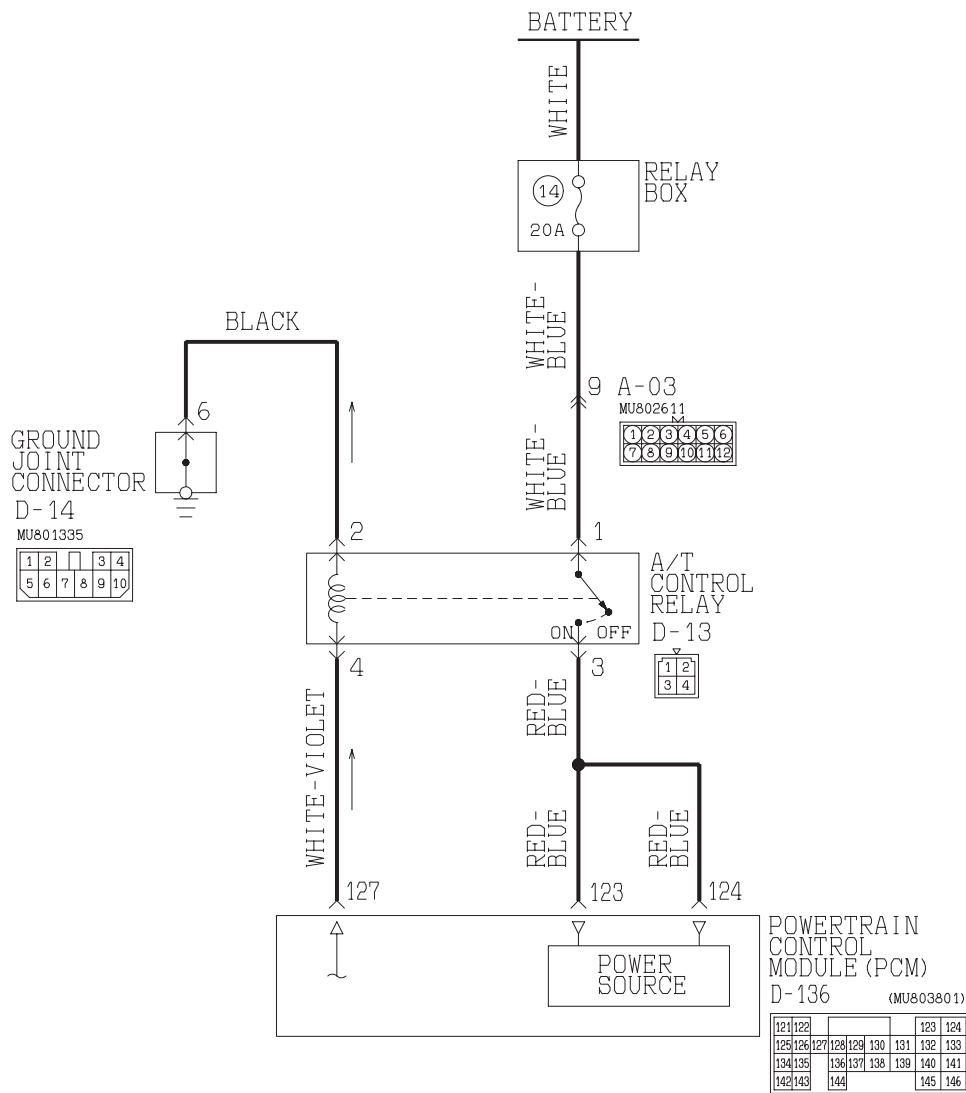 BATTERY
WHITE
RELAY
BOX
14
20A
WHITE-
BLUE
BLACK
9 A-03
MU802611
1 2 3 4 5 6
7 8 9 10 11 12
6
GROUND
JOINT
CONNECTOR
D-14
MU801335
1 2 3 4
5 6 7 8 9 10
WHITE-
BLUE
2
1
A/T
CONTROL
RELAY
D-13
1 2
3 4
ON OFF
4
3
WHITE-VIOLET
RED-
BLUE
RED-
BLUE
RED-
BLUE
127
123
124
POWER
SOURCE
POWERTRAIN
CONTROL
MODULE (PCM)
D-136 (MU803801)
121 122 123 124
125 126 127 128 129 130 131 132 133
134 135 136 137 138 139 140 141
142 143 144 145 146